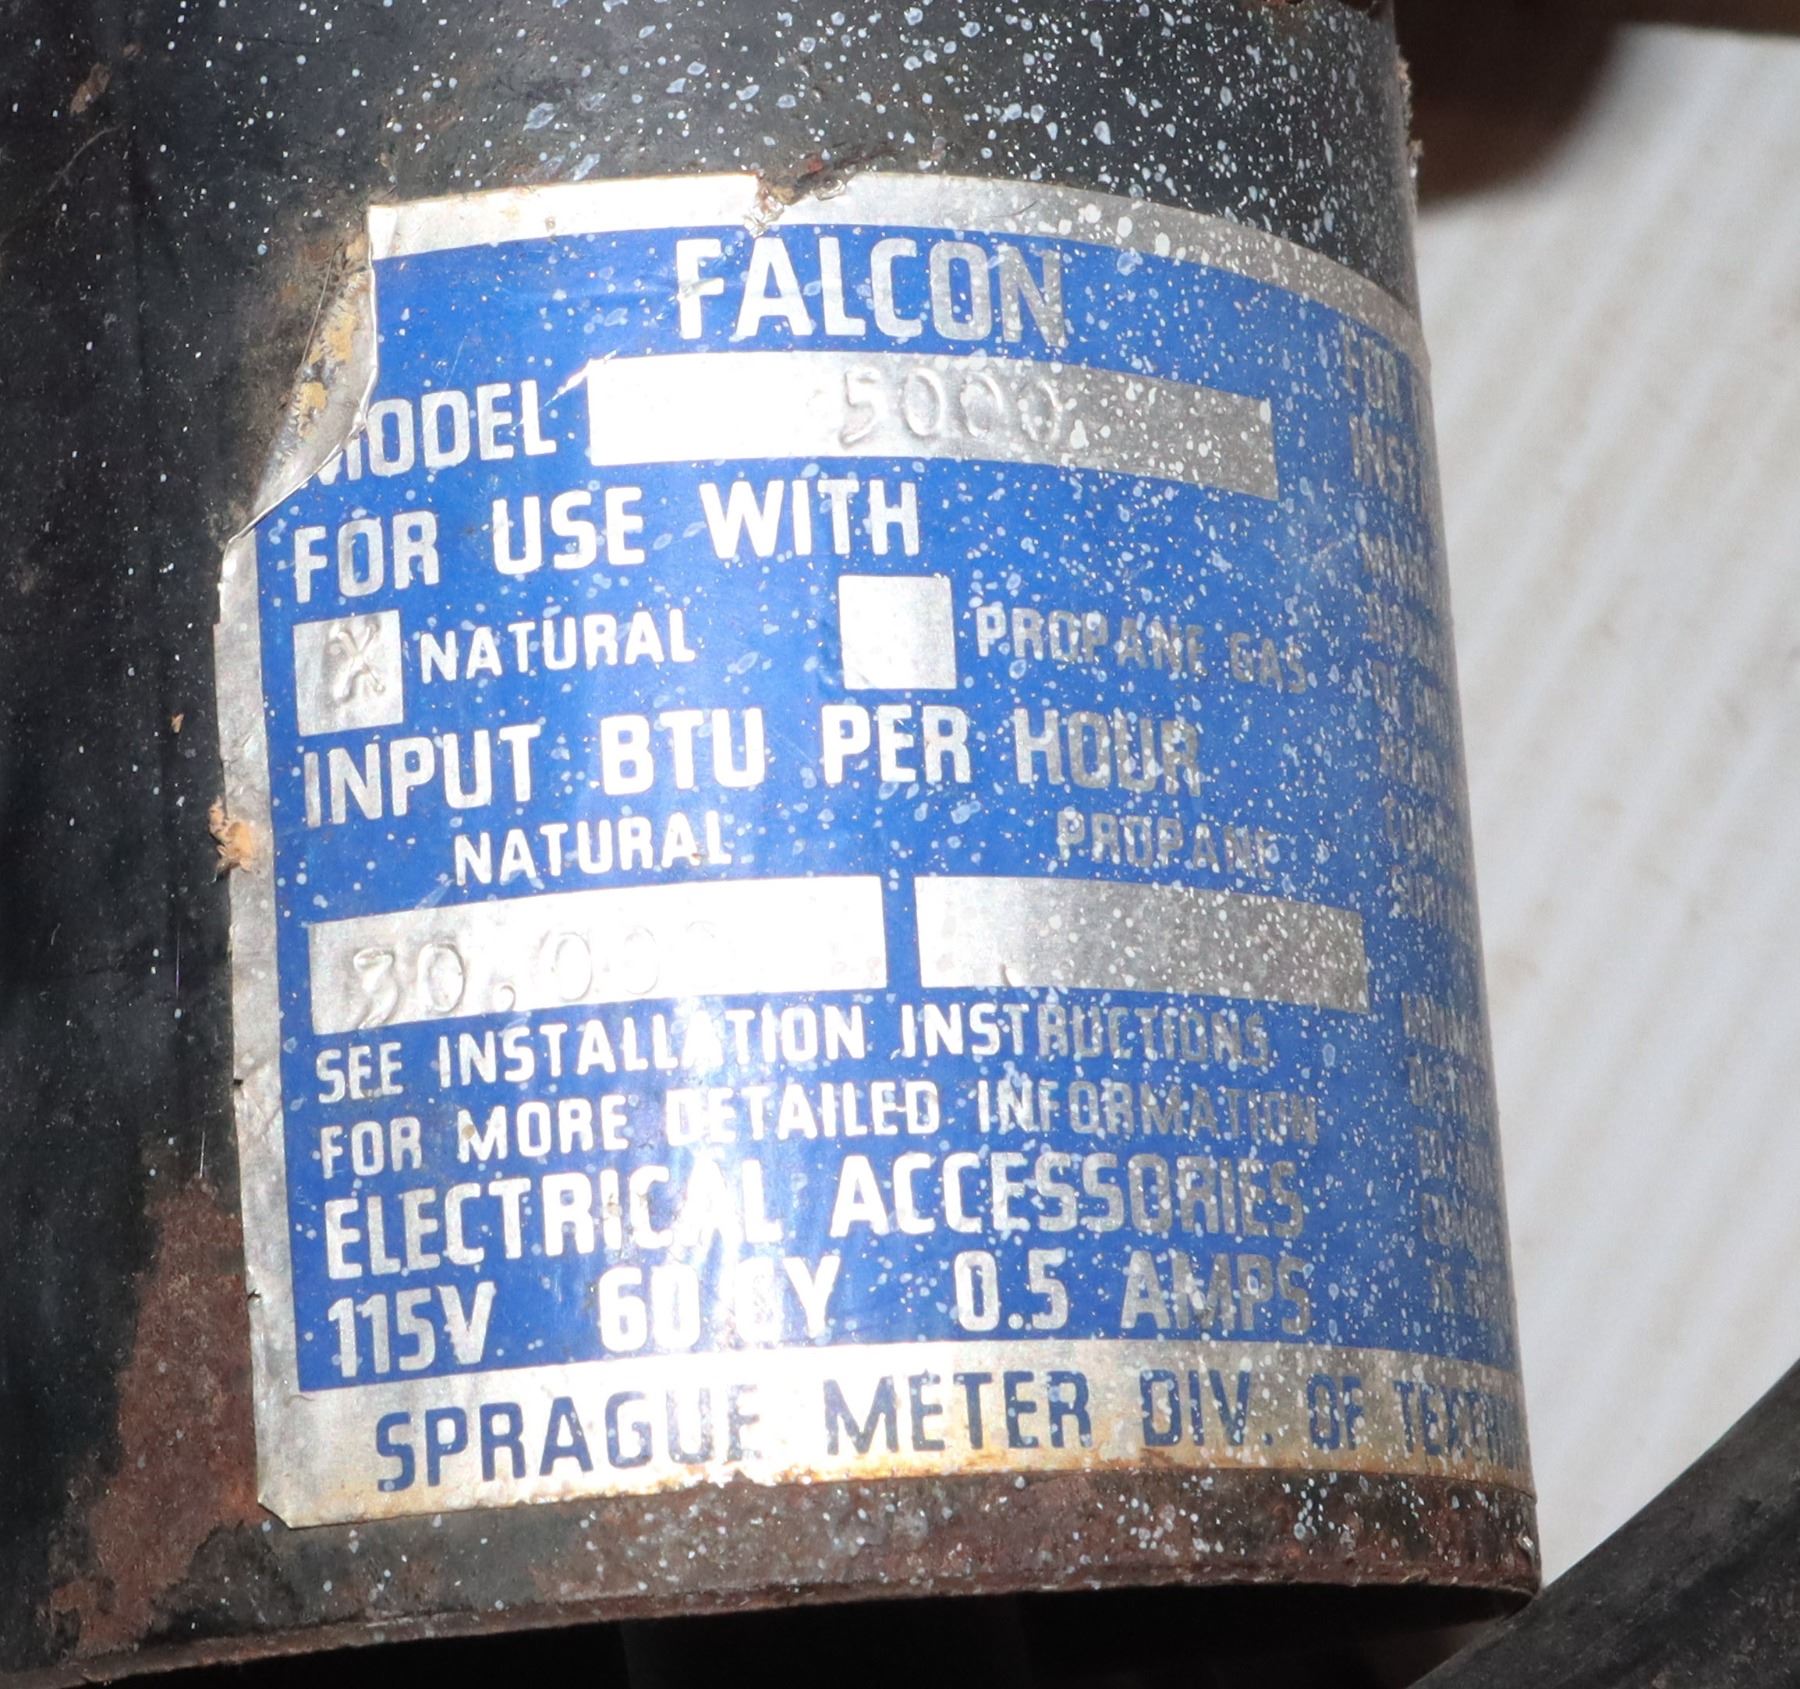 FALCON
MODEL 5000
FOR USE WITH
X NATURAL PROPANE GAS
INPUT BTU PER HOUR
NATURAL PROPANE
30,000
SEE INSTALLATION INSTRUCTIONS
FOR MORE DETAILED INFORMATION
ELECTRICAL ACCESSORIES
115V 60 CY 0.5 AMPS
SPRAGUE METER DIV. OF
FOR